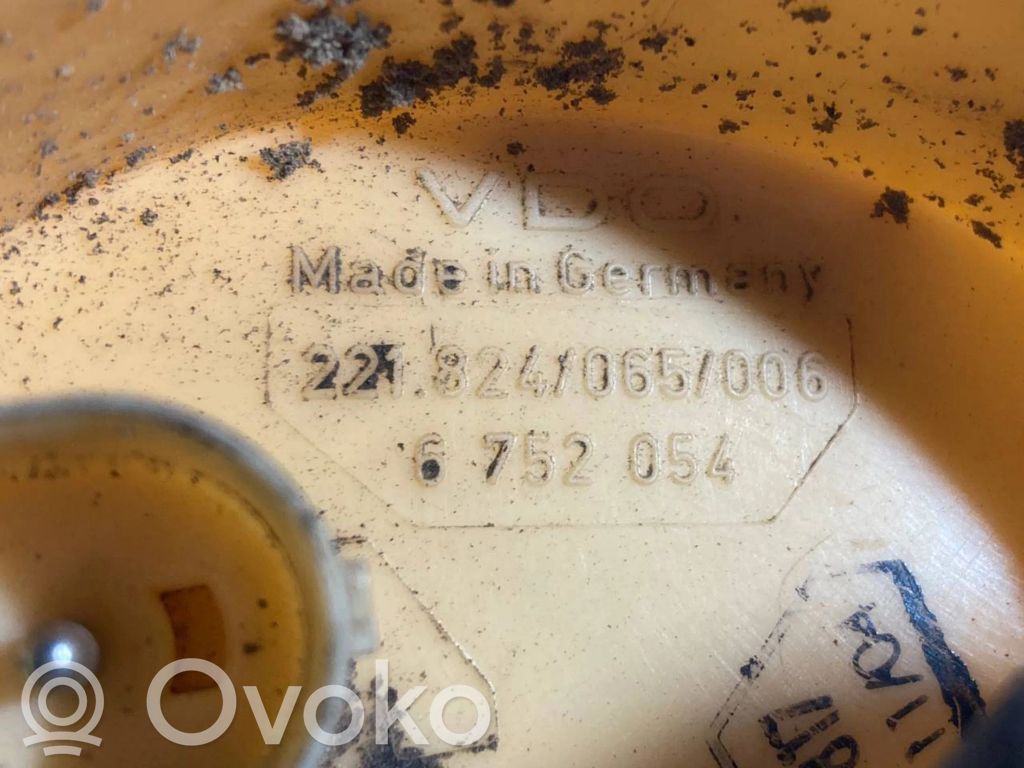 VDO
Made in Germany
221.824/065/006
6 752 054
Ovoko